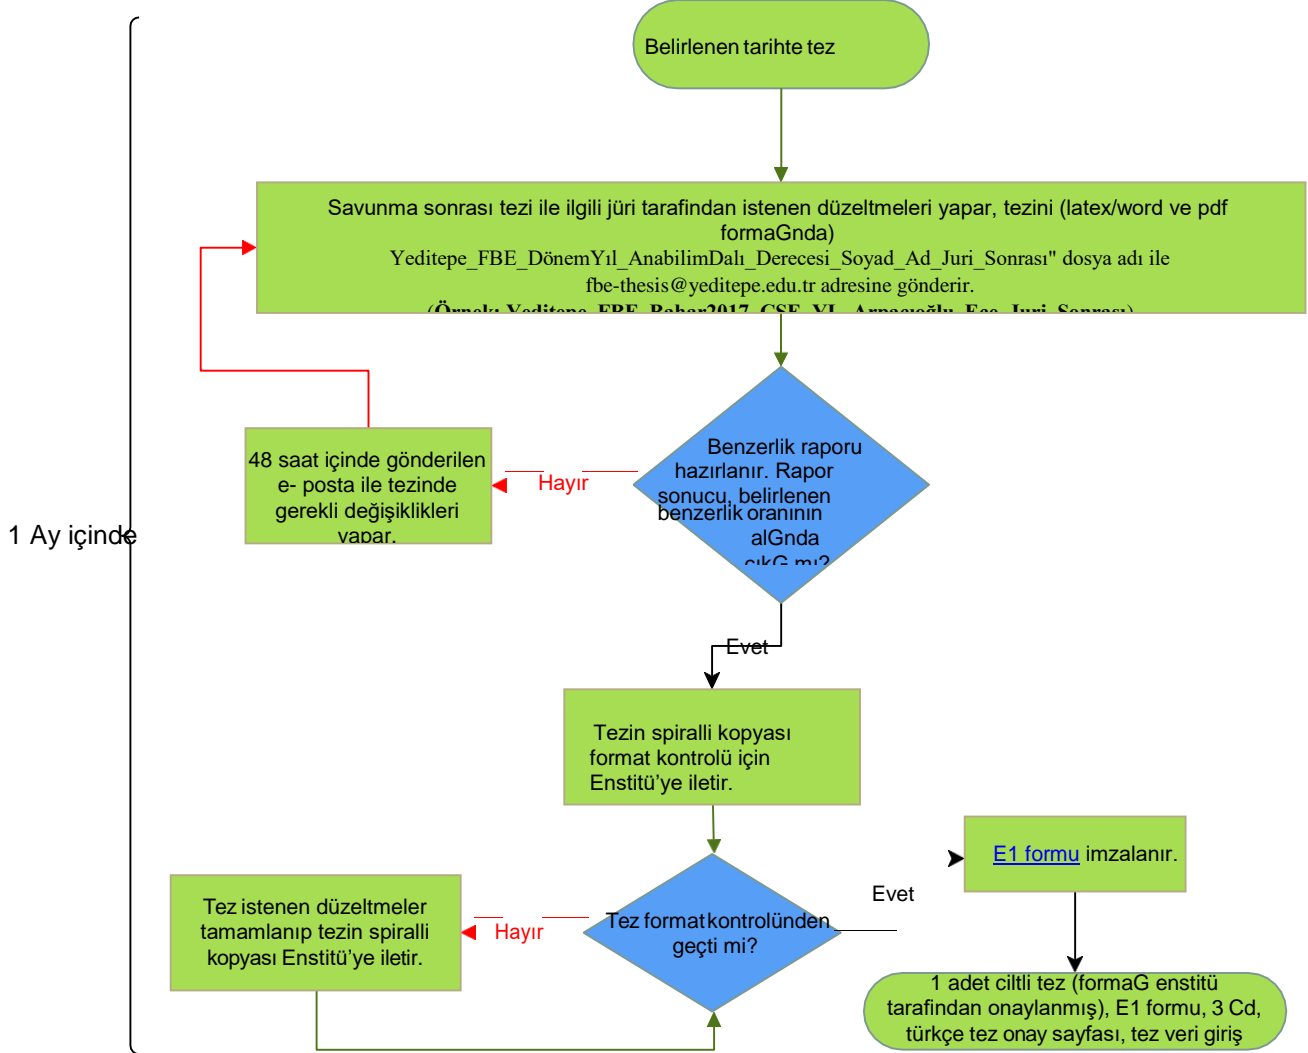 Belirlenen tarihte tez
Savunma sonrası tezi ile ilgili jüri tarafından istenen düzeltmeleri yapar, tezini (latex/word ve pdf
formaGnda)
Yeditepe_FBE_DönemYıl_AnabilimDalı_Derecesi_Soyad_Ad_Juri_Sonrası" dosya adı ile
fbe-thesis@yeditepe.edu.tr adresine gönderir.
(Örnek: Yeditepe_FBE_Bahar2017_CSE_YL_Arpacıoğlu_Ece_Juri_Sonrası)
Benzerlik raporu
hazırlanır. Rapor
sonucu, belirlenen
benzerlik oranının
alGnda
çıkG mı?
Hayır
48 saat içinde gönderilen
e- posta ile tezinde
gerekli değişiklikleri
yapar.
1 Ay içinde
Evet
Tezin spiralli kopyası
format kontrolü için
Enstitü’ye iletir.
Tez format kontrolünden
geçti mi?
Hayır
Tez istenen düzeltmeler
tamamlanıp tezin spiralli
kopyası Enstitü’ye iletir.
Evet
E1 formu imzalanır.
1 adet ciltli tez (formaG enstitü
tarafından onaylanmış), E1 formu, 3 Cd,
türkçe tez onay sayfası, tez veri giriş